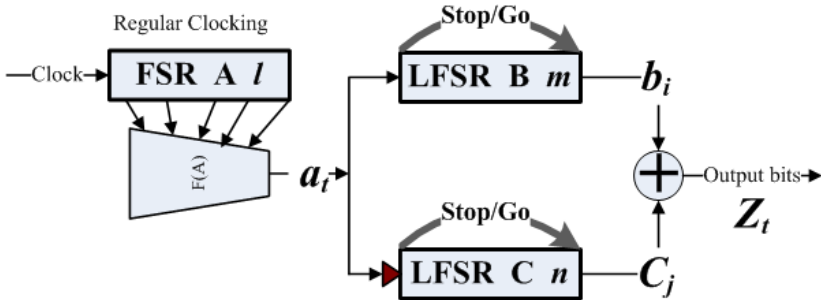 Regular Clocking
Stop/Go
Clock
FSR A l
LFSR B m
b_i
F(A)
a_t
+
Output bits
Z_t
Stop/Go
LFSR C n
C_j